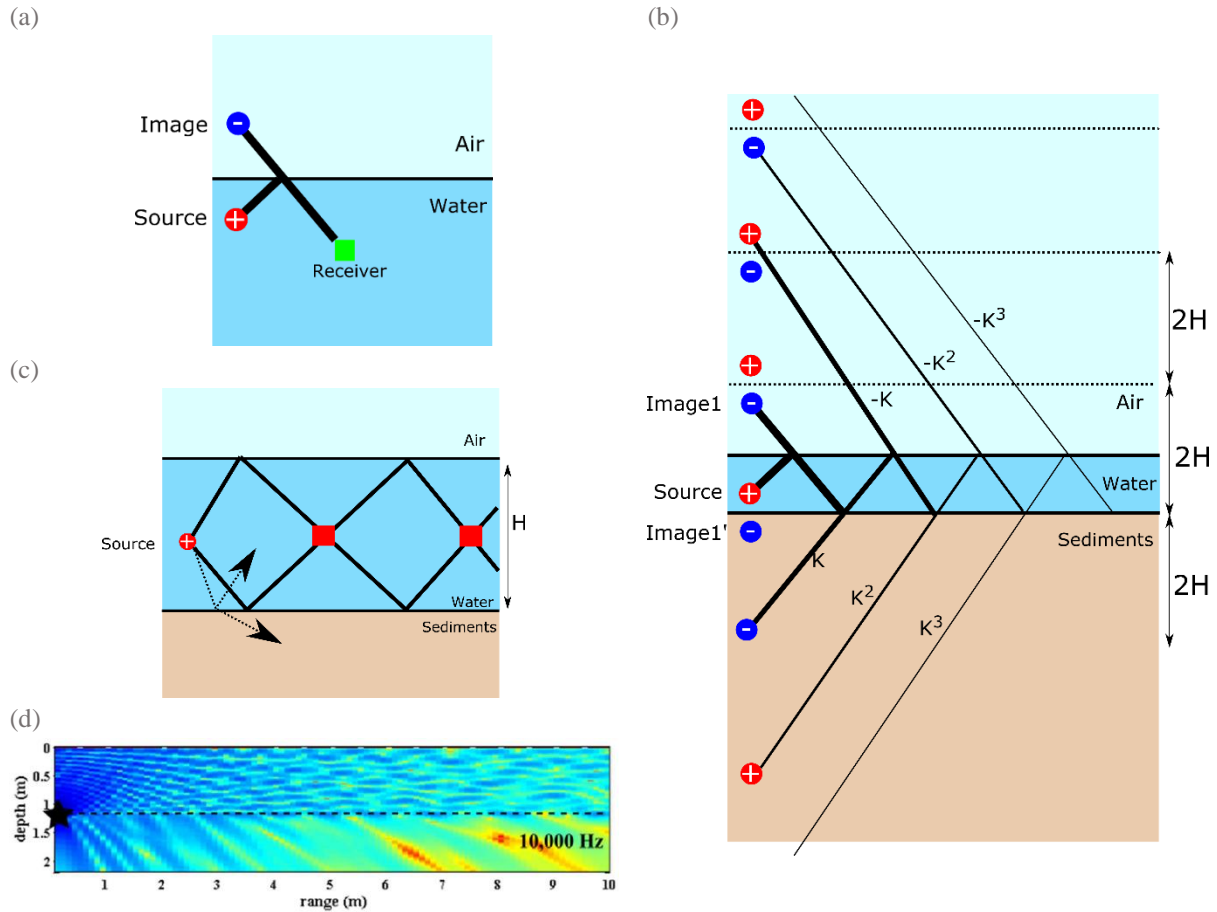 (a)
Image
Air
Source
Water
Receiver
(b)
-K³
-K²
-K
2H
Image1
Air
2H
Source
Water
Image1'
Sediments
K
2H
K²
K³
(c)
Air
Source
H
Water
Sediments
(d)
depth (m)
0
0.5
1
1.5
2
10,000 Hz
1 2 3 4 5 6 7 8 9 10
range (m)